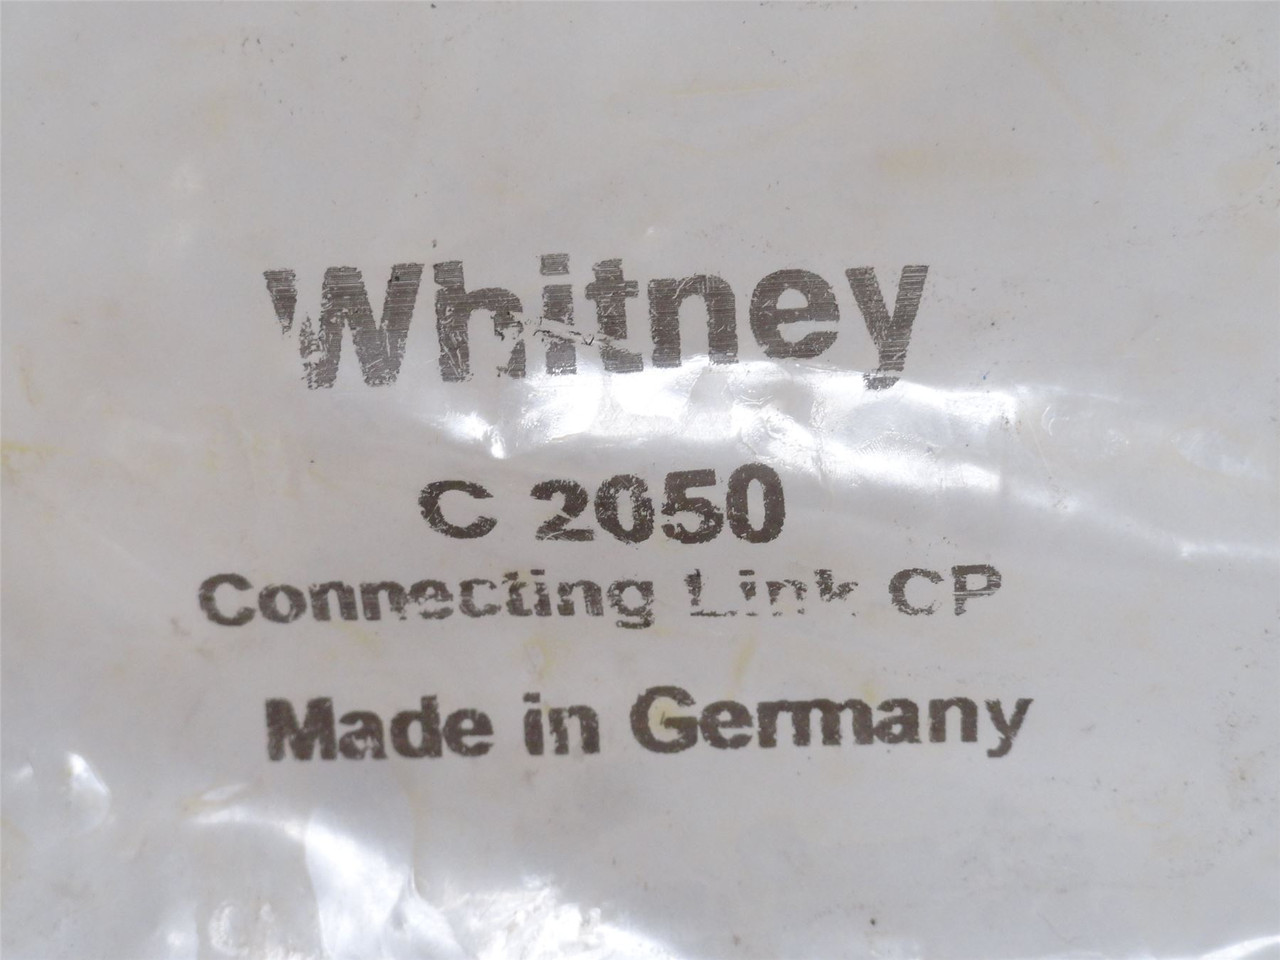 Whitney
C 2050
Connecting Link CP
Made in Germany